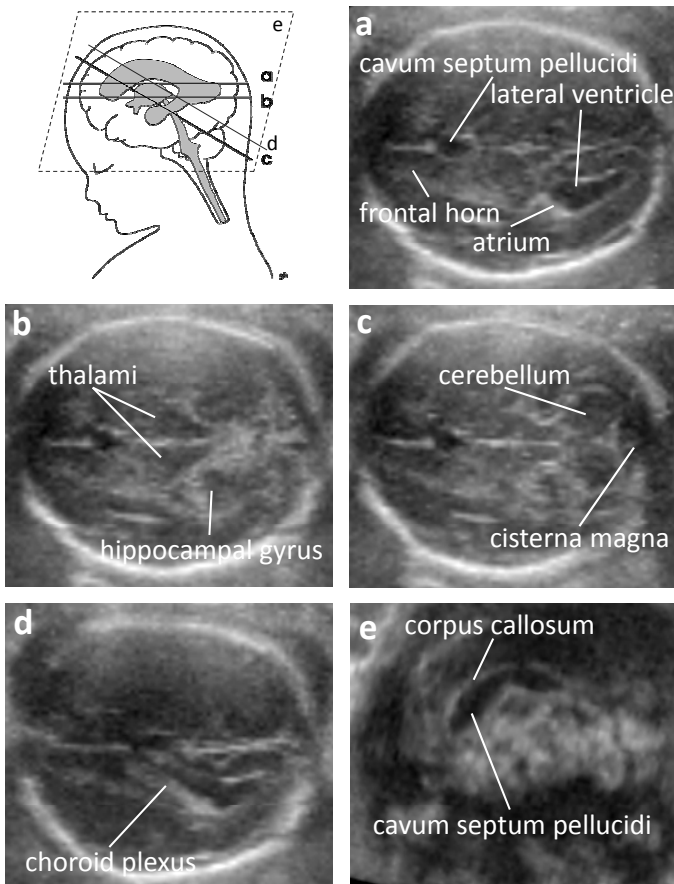 e
a
b
d
c
a
cavum septum pellucidi
lateral ventricle
frontal horn
atrium
b
thalami
hippocampal gyrus
c
cerebellum
cisterna magna
d
choroid plexus
e
corpus callosum
cavum septum pellucidi